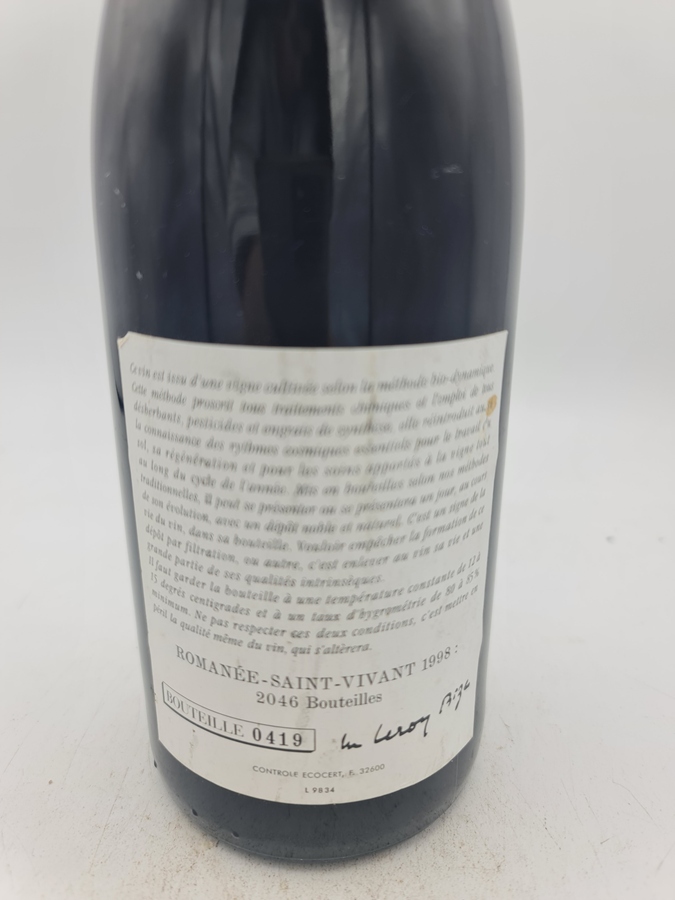 Ce vin est issu d'une vigne cultivée selon la méthode bio-dynamique.
Cette méthode proscrit tous traitements chimiques et l'emploi de tous
désherbants, pesticides et engrais de synthèse, elle réintroduit au
la connaissance des rythmes cosmiques essentiels pour le travail du
sol, sa régénération et pour les soins apportés à la vigne tout
au long du cycle de l'année. Mis en bouteilles selon nos méthodes
traditionnelles, il peut se présenter ou se présentera un jour, au cours
de son évolution, avec un dépôt noble et naturel. C'est un signe de la
vie du vin, dans sa bouteille. Vouloir empêcher la formation de ce
dépôt par filtration, ou autre, c'est enlever au vin sa vie et une
grande partie de ses qualités intrinsèques.
Il faut garder la bouteille à une température constante de 12 à
15 degrés centigrades et à un taux d'hygrométrie de 80 à 85%
minimum. Ne pas respecter ces deux conditions, c'est mettre en
péril la qualité même du vin, qui s'altèrera.
ROMANÉE-SAINT-VIVANT 1998 :
2046 Bouteilles
BOUTEILLE 0419
Leroy Bize
CONTROLE ECOCERT, F. 32600
L 9834